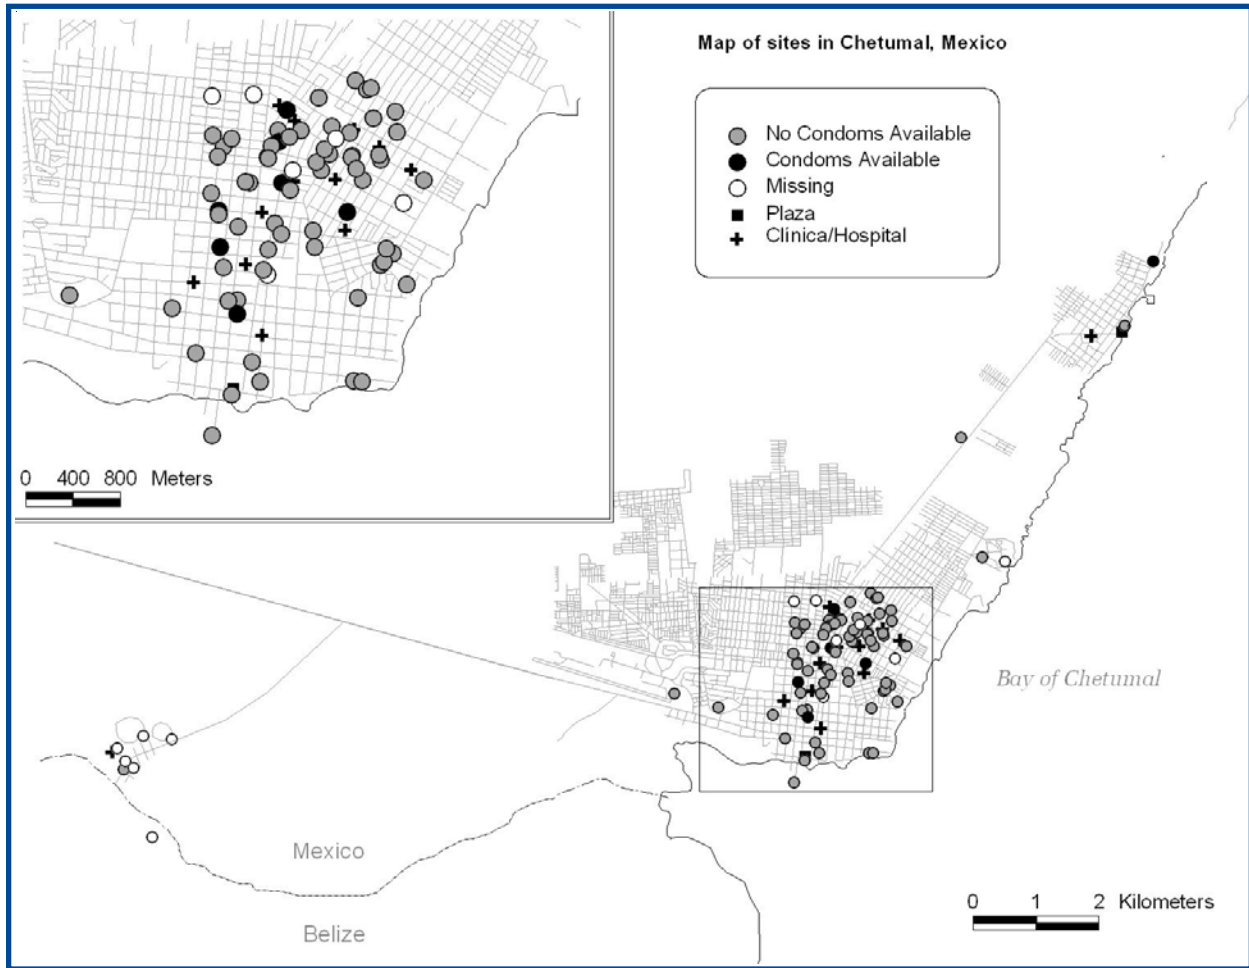 Map of sites in Chetumal, Mexico
No Condoms Available
Condoms Available
Missing
Plaza
Clínica/Hospital
0 400 800 Meters
Bay of Chetumal
Mexico
Belize
0 1 2 Kilometers